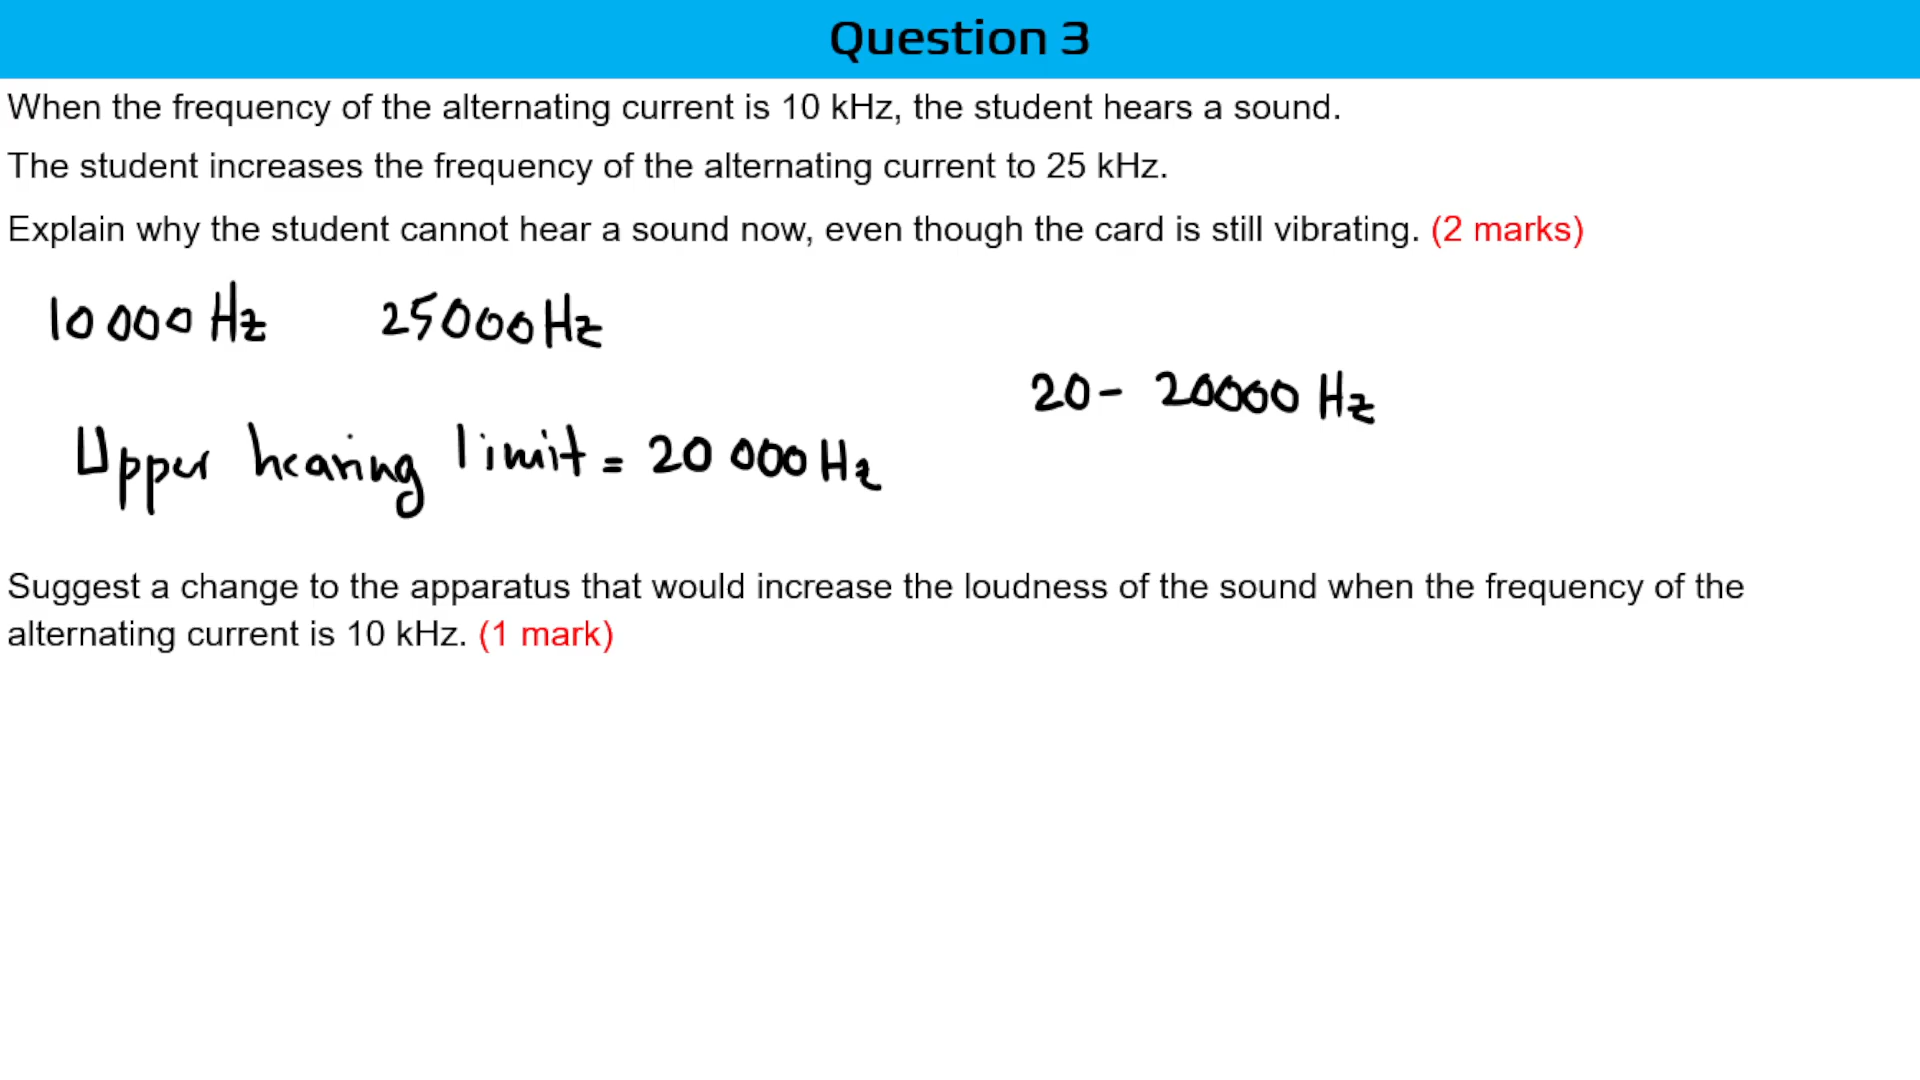 Question 3
When the frequency of the alternating current is 10 kHz, the student hears a sound.
The student increases the frequency of the alternating current to 25 kHz.
Explain why the student cannot hear a sound now, even though the card is still vibrating. (2 marks)
10 000 Hz 25000 Hz
20 - 20000 Hz
Upper hearing limit = 20 000 Hz
Suggest a change to the apparatus that would increase the loudness of the sound when the frequency of the
alternating current is 10 kHz. (1 mark)